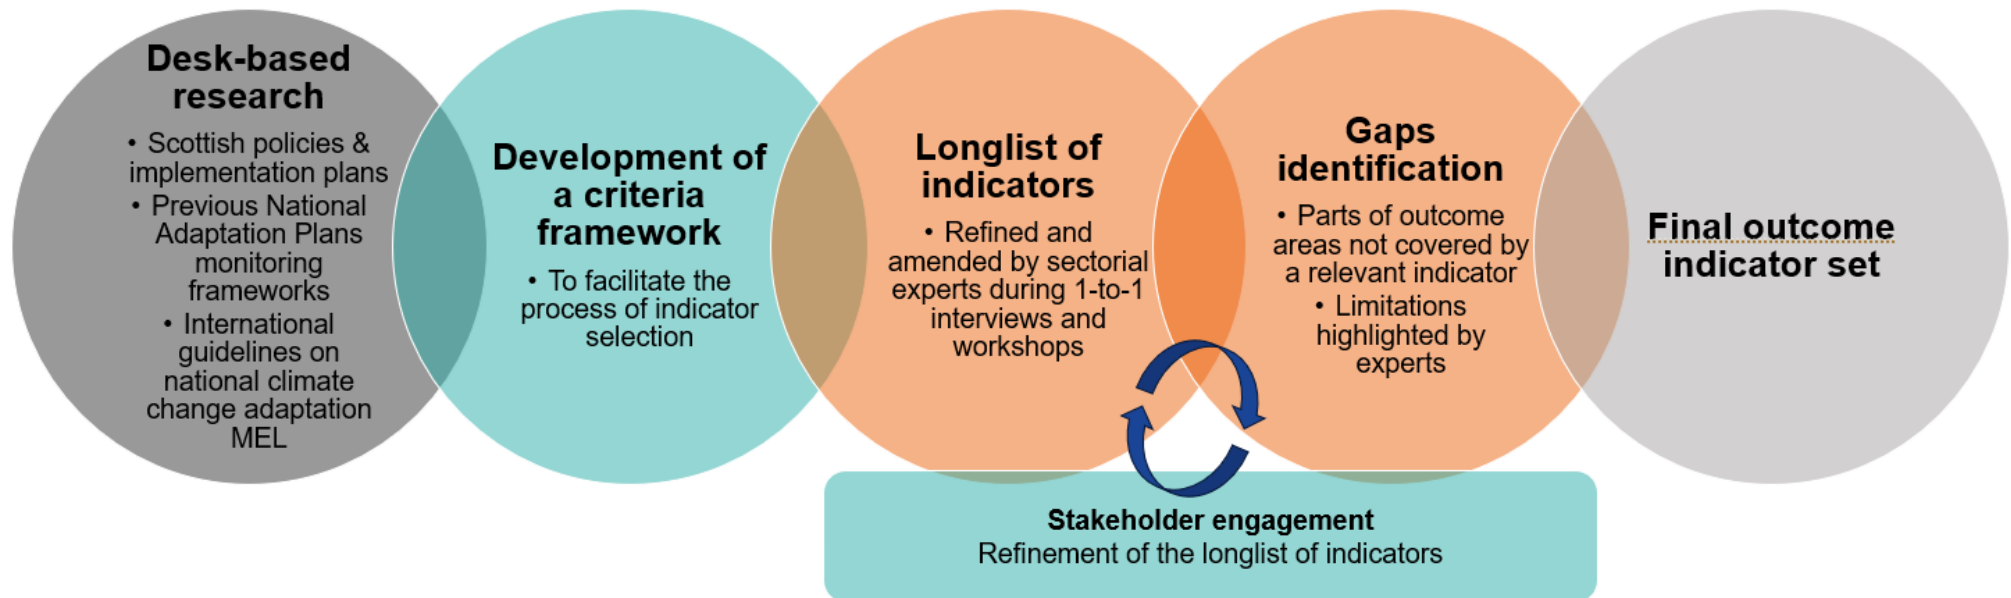 Desk-based
research
• Scottish policies &
implementation plans
• Previous National
Adaptation Plans
monitoring
frameworks
• International
guidelines on
national climate
change adaptation
MEL
Development of
a criteria
framework
• To facilitate the
process of indicator
selection
Longlist of
indicators
• Refined and
amended by sectorial
experts during 1-to-1
interviews and
workshops
Gaps
identification
• Parts of outcome
areas not covered by
a relevant indicator
• Limitations
highlighted by
experts
Final outcome
indicator set
Stakeholder engagement
Refinement of the longlist of indicators